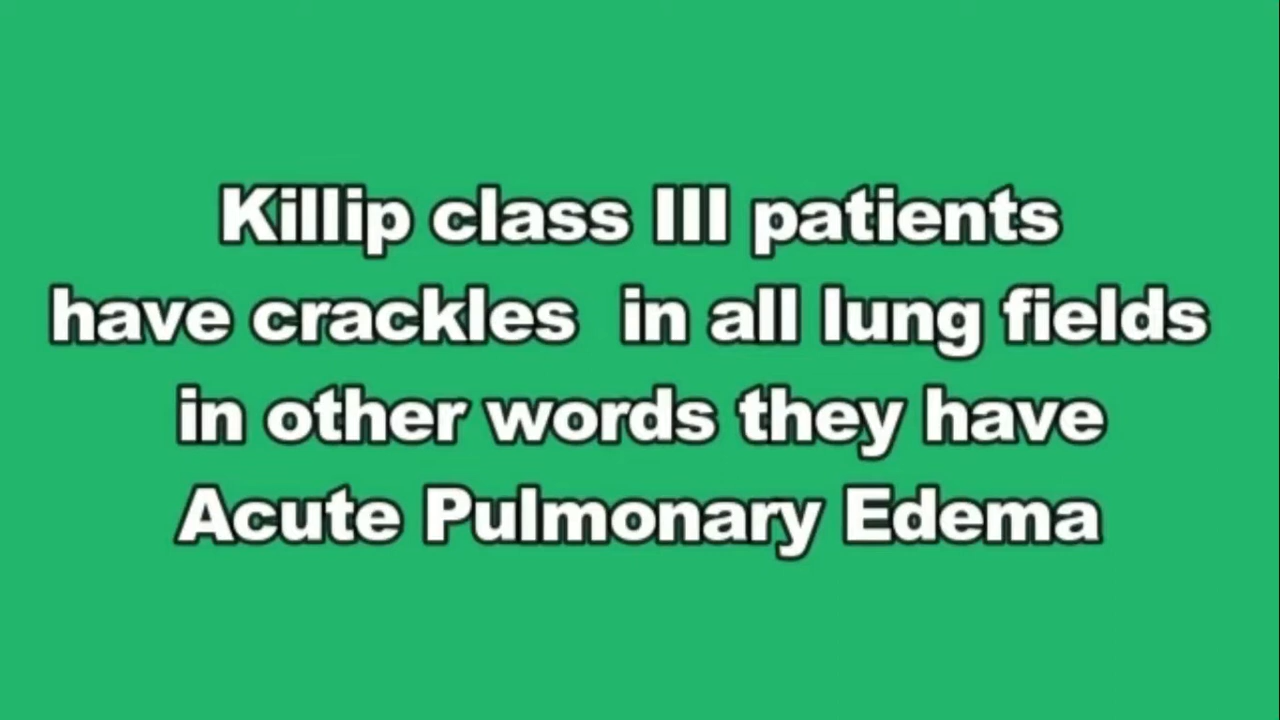 Killip class III patients
have crackles  in all lung fields
in other words they have
Acute Pulmonary Edema